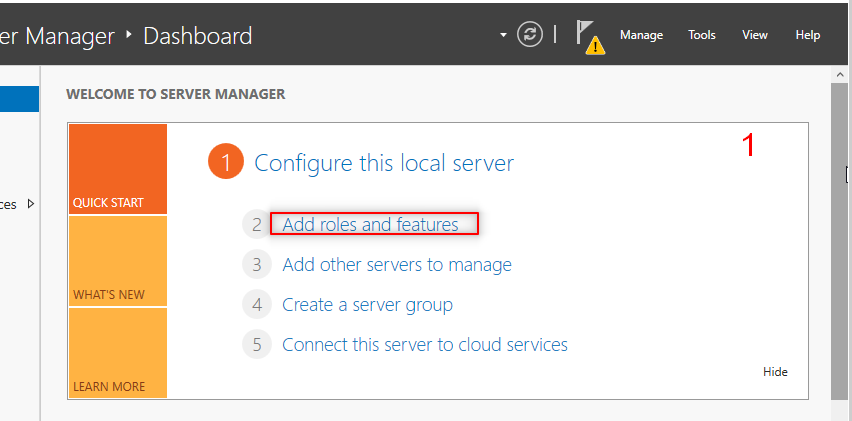 er Manager ‣ Dashboard Manage Tools View Help
WELCOME TO SERVER MANAGER
1
1 Configure this local server
QUICK START
2 Add roles and features
3 Add other servers to manage
WHAT'S NEW
4 Create a server group
5 Connect this server to cloud services
Hide
LEARN MORE
ces